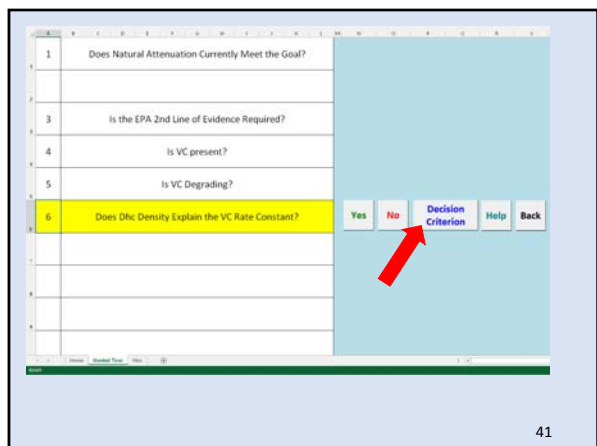 1 Does Natural Attenuation Currently Meet the Goal?
3 Is the EPA 2nd Line of Evidence Required?
4 Is VC present?
5 Is VC Degrading?
6 Does Dhc Density Explain the VC Rate Constant?
Yes No Decision Criterion Help Back
Home Guided Tour Files
41